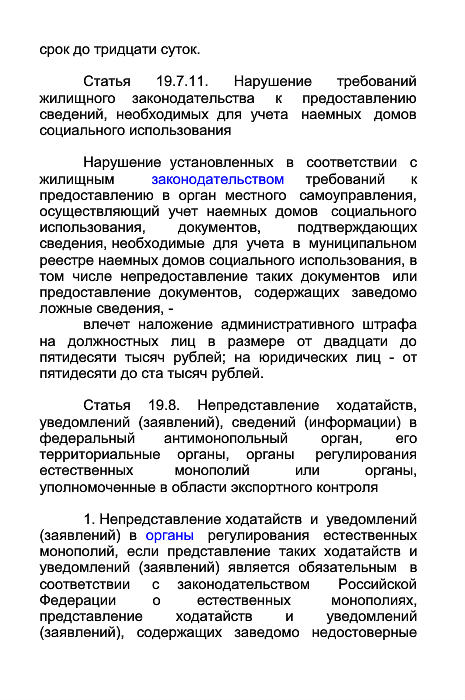 срок до тридцати суток.
Статья 19.7.11. Нарушение требований
жилищного законодательства к предоставлению
сведений, необходимых для учета наемных домов
социального использования
Нарушение установленных в соответствии с
жилищным законодательством требований к
предоставлению в орган местного самоуправления,
осуществляющий учет наемных домов социального
использования, документов, подтверждающих
сведения, необходимые для учета в муниципальном
реестре наемных домов социального использования, в
том числе непредоставление таких документов или
предоставление документов, содержащих заведомо
ложные сведения, -
влечет наложение административного штрафа
на должностных лиц в размере от двадцати до
пятидесяти тысяч рублей; на юридических лиц - от
пятидесяти до ста тысяч рублей.
Статья 19.8. Непредставление ходатайств,
уведомлений (заявлений), сведений (информации) в
федеральный антимонопольный орган, его
территориальные органы, органы регулирования
естественных монополий или органы,
уполномоченные в области экспортного контроля
1. Непредставление ходатайств и уведомлений
(заявлений) в органы регулирования естественных
монополий, если представление таких ходатайств и
уведомлений (заявлений) является обязательным в
соответствии с законодательством Российской
Федерации о естественных монополиях,
представление ходатайств и уведомлений
(заявлений), содержащих заведомо недостоверные